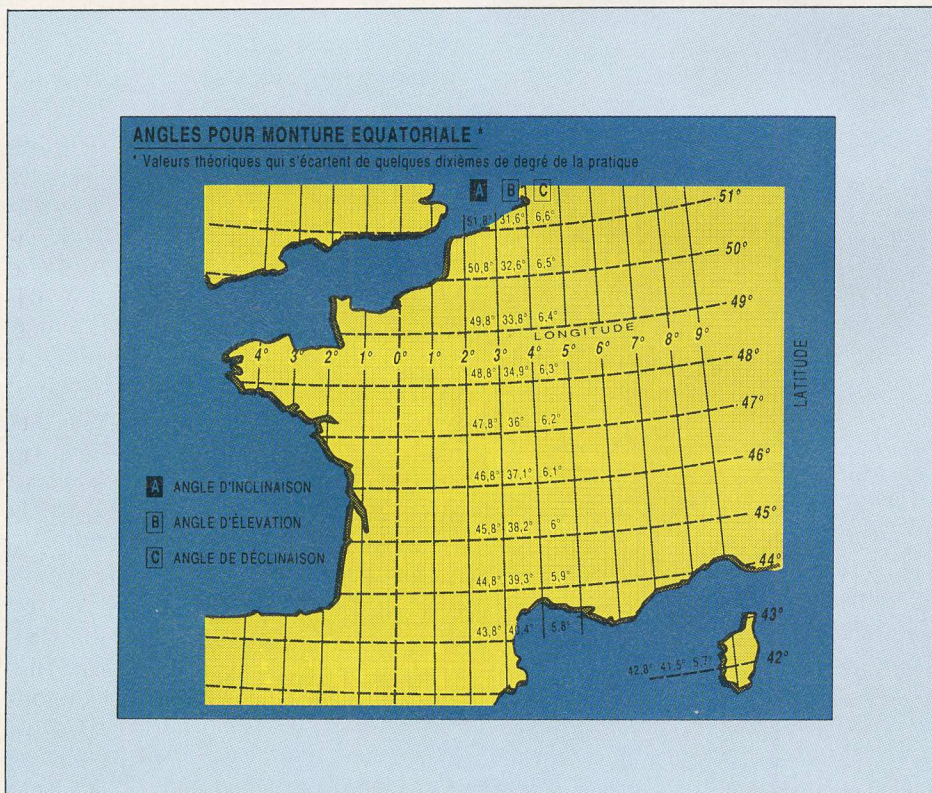 ANGLES POUR MONTURE EQUATORIALE *
* Valeurs théoriques qui s'écartent de quelques dixièmes de degré de la pratique
A B C
51,8° 31,6° 6,6°
51°
50,8° 32,6° 6,5°
50°
49,8° 33,8° 6,4°
49°
LONGITUDE
4° 3° 2° 1° 0° 1° 2° 3° 4° 5° 6° 7° 8° 9°
48,8° 34,9° 6,3°
48°
LATITUDE
47,8° 36° 6,2°
47°
46,8° 37,1° 6,1°
46°
A ANGLE D'INCLINAISON
45,8° 38,2° 6°
45°
B ANGLE D'ÉLEVATION
C ANGLE DE DÉCLINAISON
44,8° 39,3° 5,9°
44°
43,8° 40,4° 5,8°
43°
42,8° 41,5° 5,7°
42°